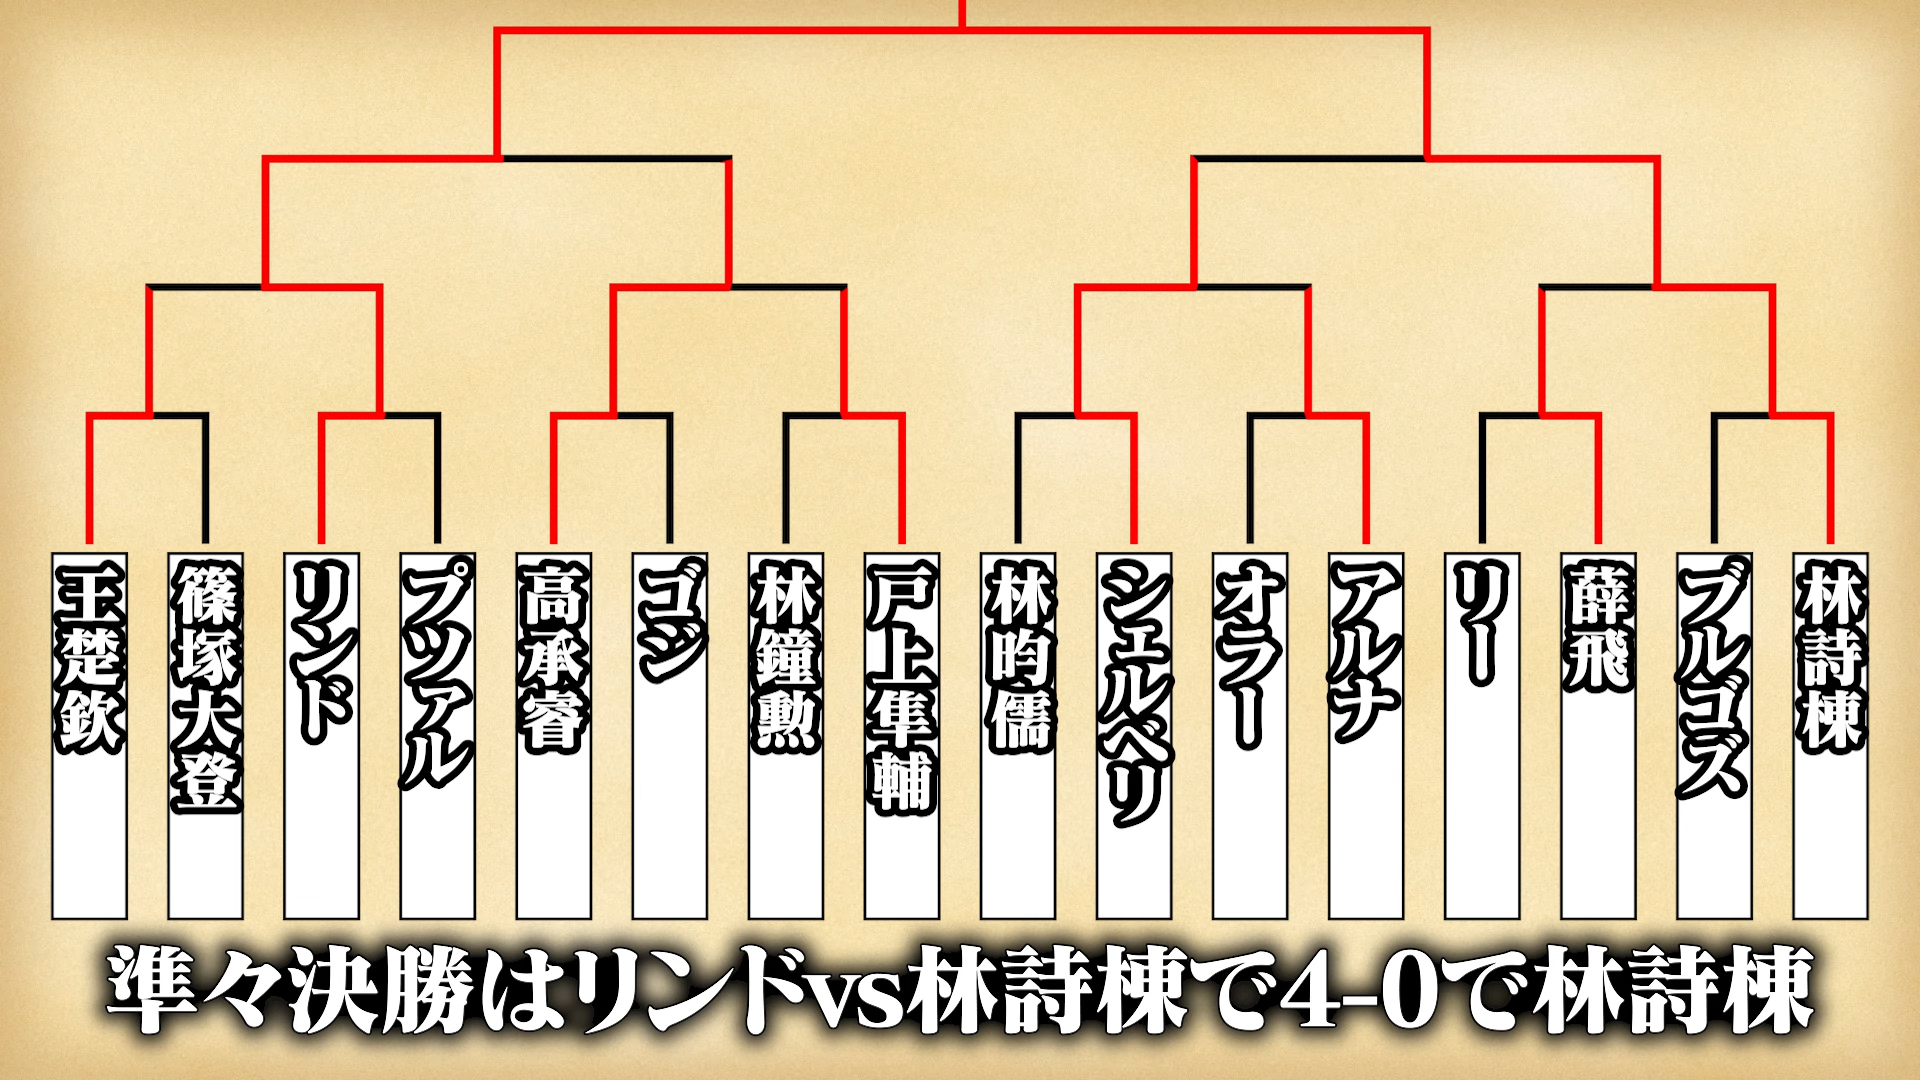 王楚欽
篠塚大登
リンド
プツァル
高承睿
ゴジ
林鐘勲
戸上隼輔
林昀儒
シェルベリ
オラー
アルナ
リー
薛飛
ブルゴズ
林詩棟
準々決勝はリンドvs林詩棟で4-0で林詩棟